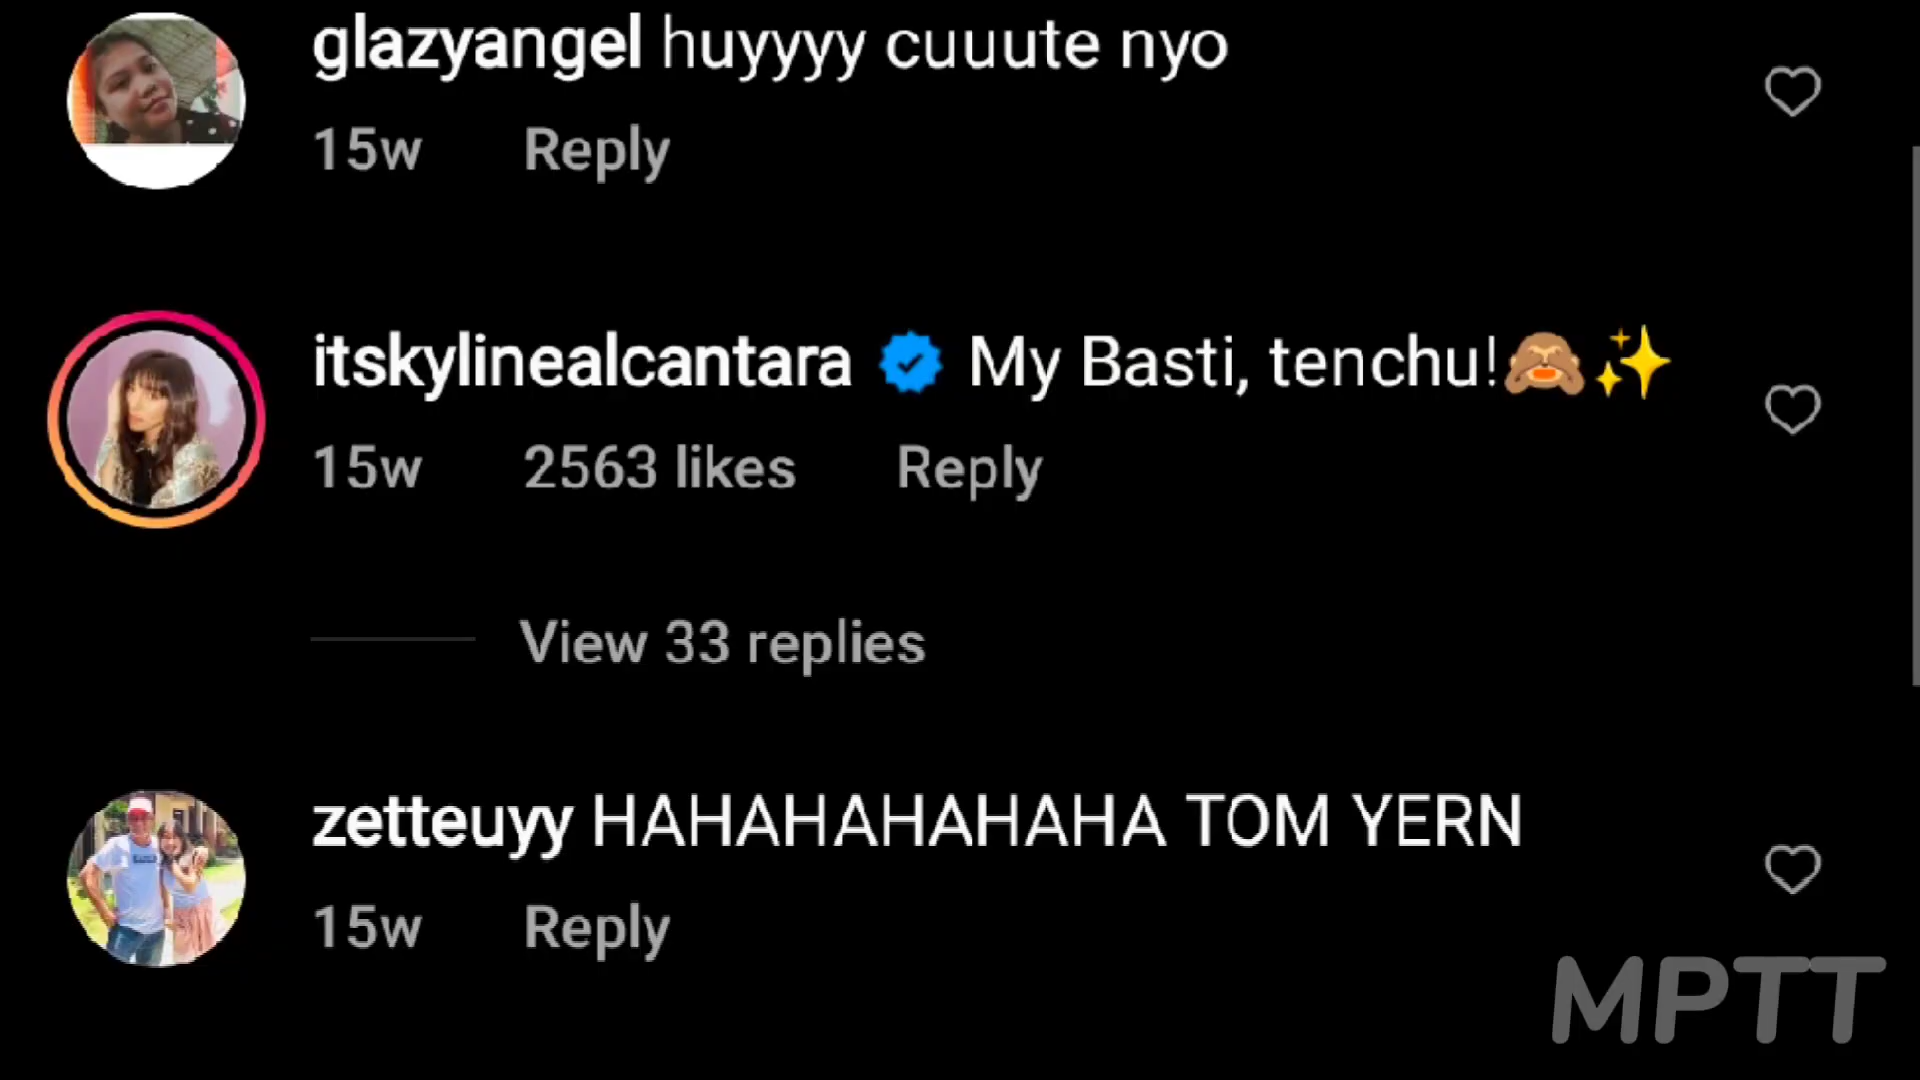 glazyangel huyyyy cuuute nyo
15w Reply
itskylinealcantara My Basti, tenchu!🙈✨
15w 2563 likes Reply
View 33 replies
zetteuyy HAHAHAHAHAHA TOM YERN
15w Reply
MPTT